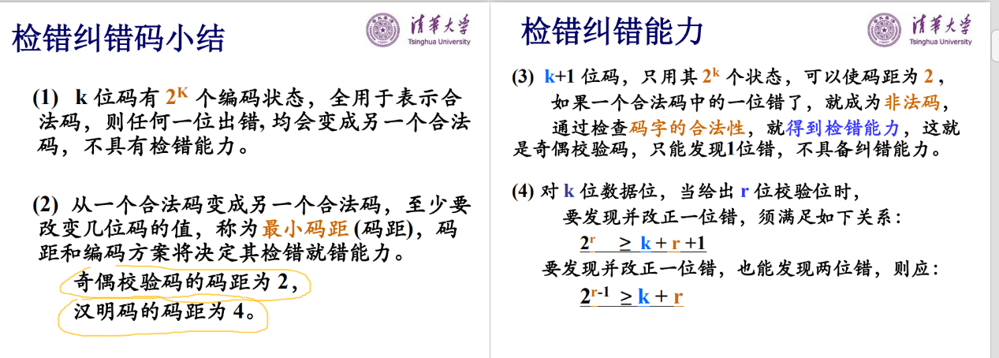 检错纠错码小结
清华大学
Tsinghua University
(1) k 位码有 2K 个编码状态，全用于表示合
法码，则任何一位出错, 均会变成另一个合法
码，不具有检错能力。
(2) 从一个合法码变成另一个合法码，至少要
改变几位码的值，称为最小码距 (码距)，码
距和编码方案将决定其检错就错能力。
奇偶校验码的码距为 2，
汉明码的码距为 4。
检错纠错能力
清华大学
Tsinghua University
(3) k+1 位码，只用其 2k 个状态，可以使码距为 2，
如果一个合法码中的一位错了，就成为非法码，
通过检查码字的合法性，就得到检错能力，这就
是奇偶校验码，只能发现1位错，不具备纠错能力。
(4) 对 k 位数据位，当给出 r 位校验位时，
要发现并改正一位错，须满足如下关系：
2r ≥ k + r +1
要发现并改正一位错，也能发现两位错，则应：
2r-1 ≥ k + r